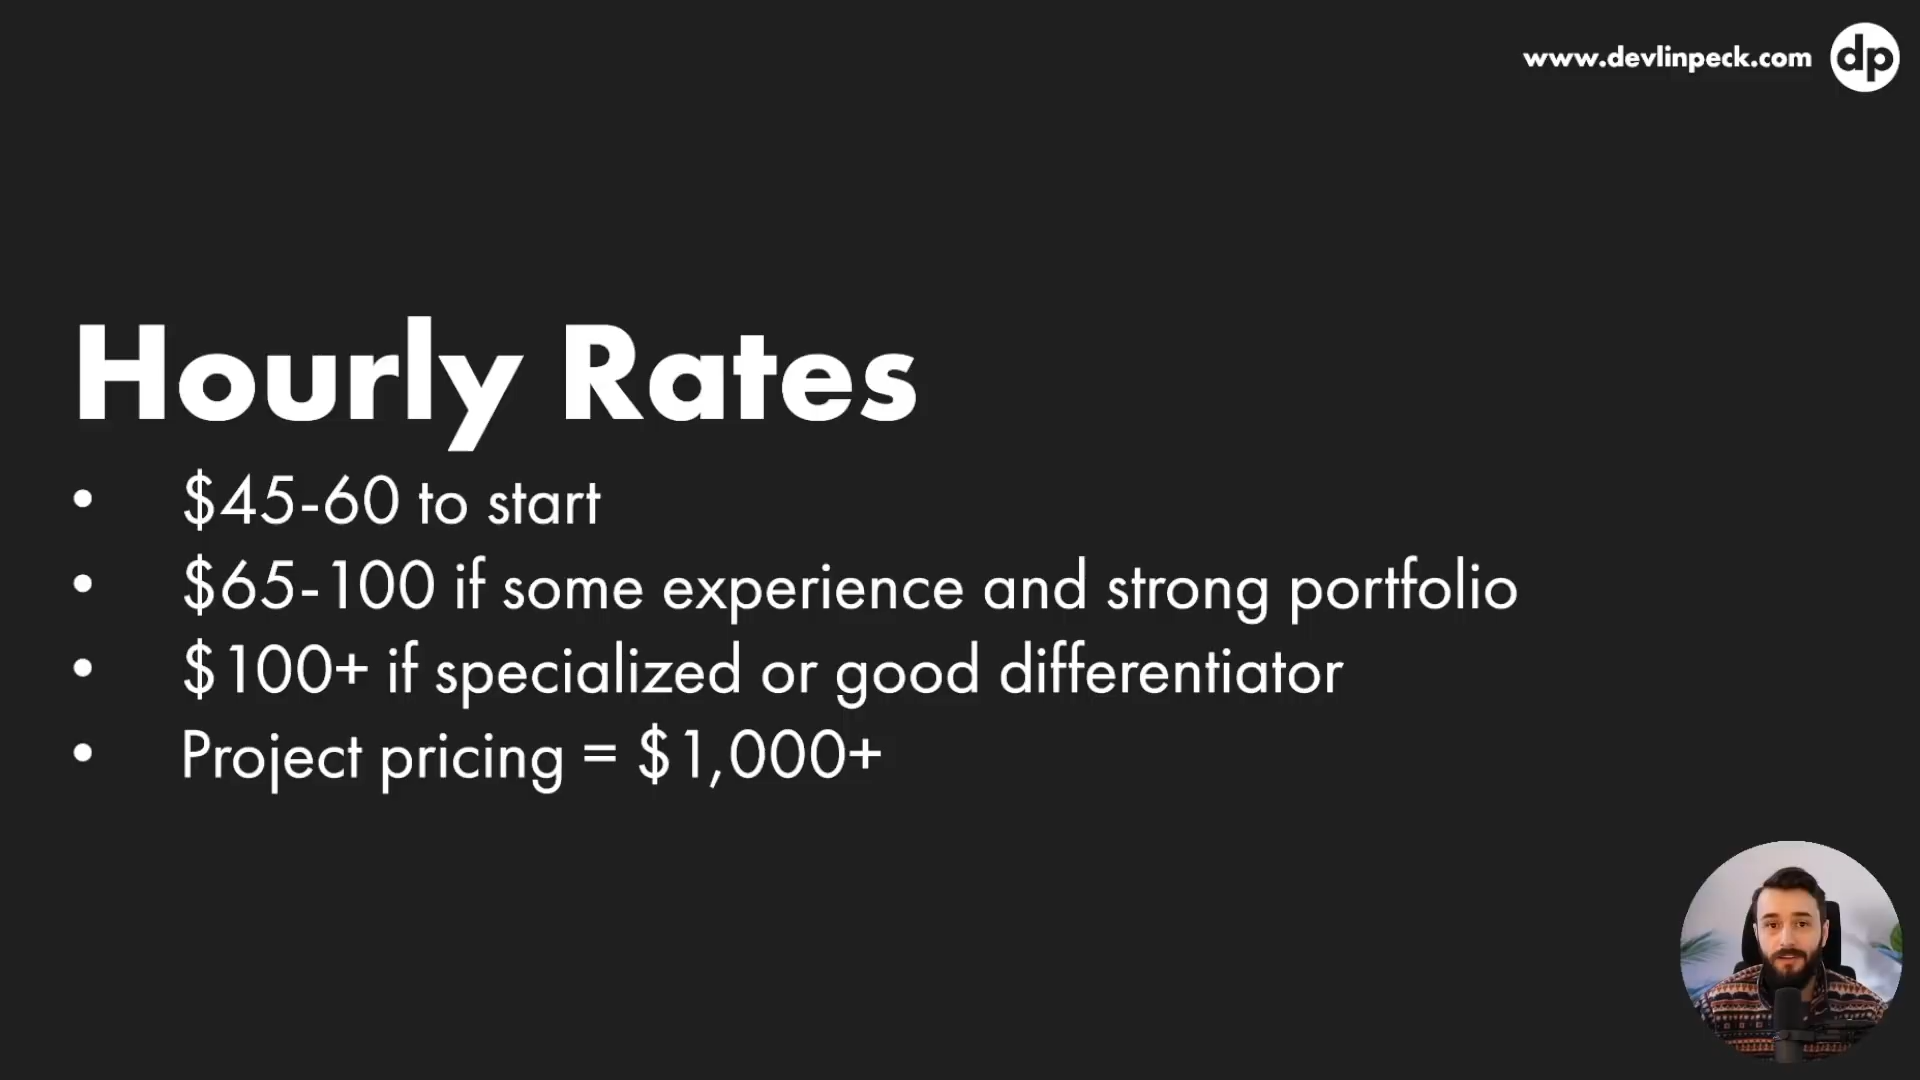 www.devlinpeck.com dp
Hourly Rates
• $45-60 to start
• $65-100 if some experience and strong portfolio
• $100+ if specialized or good differentiator
• Project pricing = $1,000+